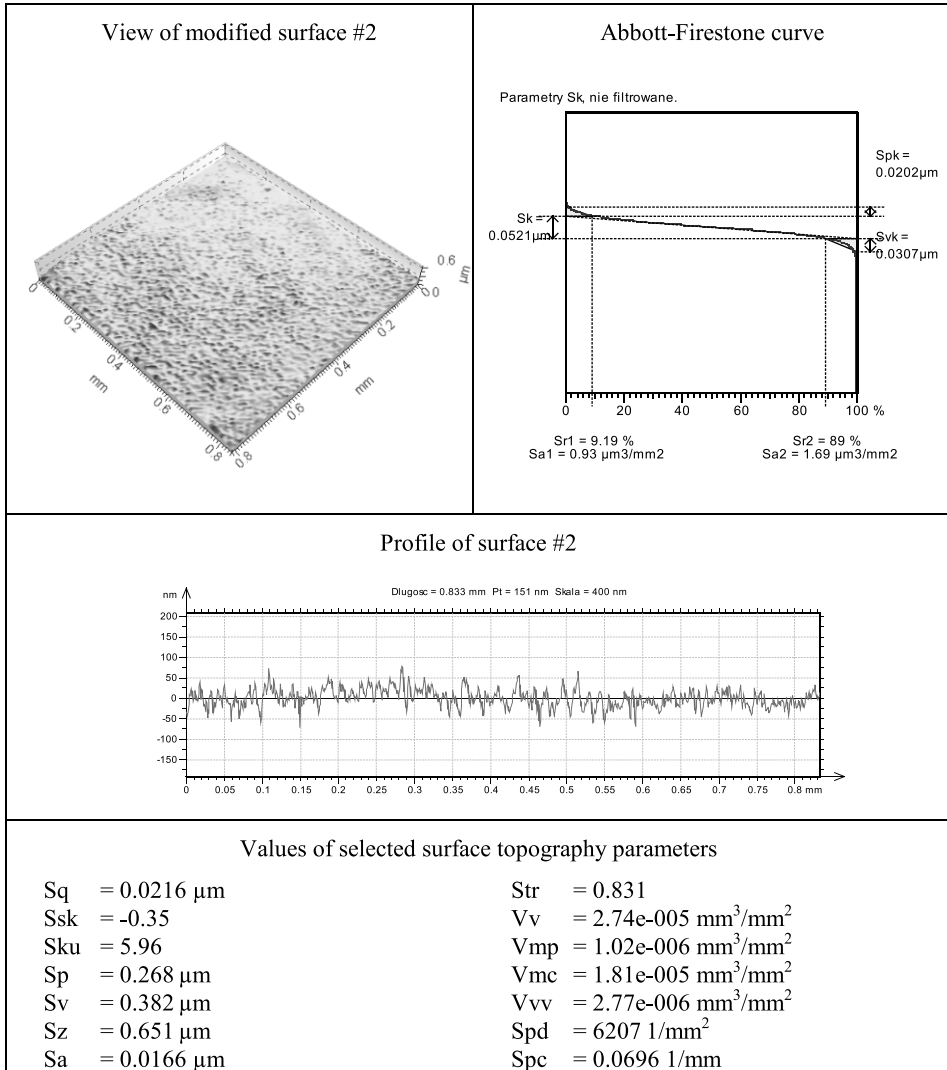 View of modified surface #2
0.6
µm
0.0
0
0
0.2
0.2
0.4
0.4
mm
mm
0.6
0.6
0.8
0.8
Abbott-Firestone curve
Parametry Sk, nie filtrowane.
Spk =
0.0202µm
Sk =
0.0521µm
Svk =
0.0307µm
0 20 40 60 80 100 %
Sr1 = 9.19 % Sr2 = 89 %
Sa1 = 0.93 µm3/mm2 Sa2 = 1.69 µm3/mm2
Profile of surface #2
nm Dlugosc = 0.833 mm Pt = 151 nm Skala = 400 nm
200
150
100
50
0
-50
-100
-150
0 0.05 0.1 0.15 0.2 0.25 0.3 0.35 0.4 0.45 0.5 0.55 0.6 0.65 0.7 0.75 0.8 mm
Values of selected surface topography parameters
Sq = 0.0216 µm Str = 0.831
Ssk = -0.35 Vv = 2.74e-005 mm³/mm²
Sku = 5.96 Vmp = 1.02e-006 mm³/mm²
Sp = 0.268 µm Vmc = 1.81e-005 mm³/mm²
Sv = 0.382 µm Vvv = 2.77e-006 mm³/mm²
Sz = 0.651 µm Spd = 6207 1/mm²
Sa = 0.0166 µm Spc = 0.0696 1/mm